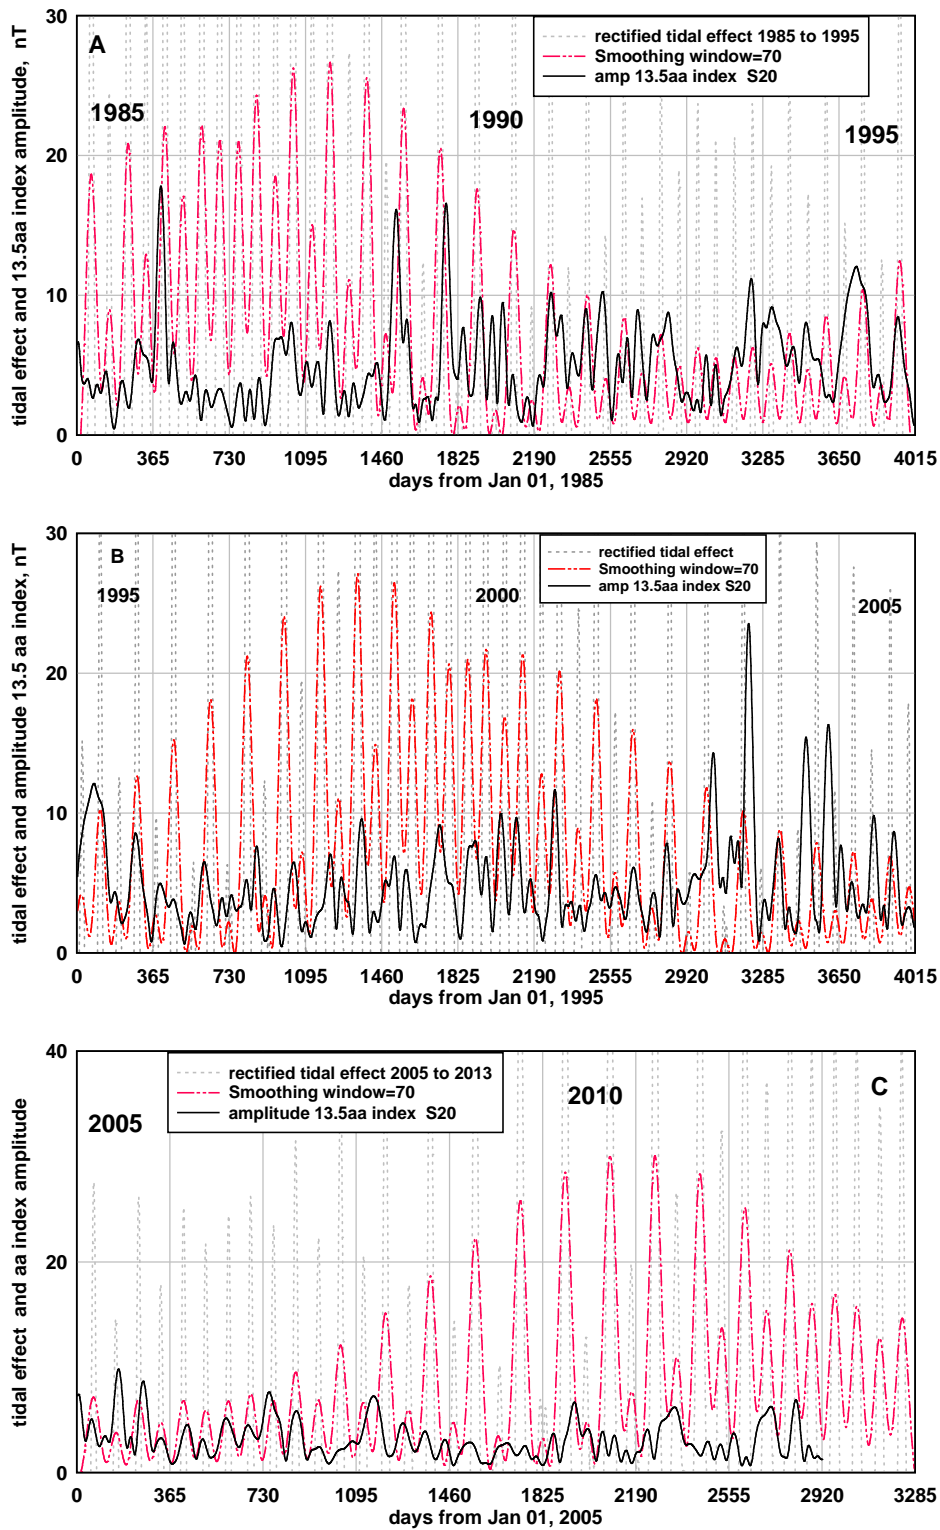 tidal effect and 13.5aa index amplitude, nT
30
20
10
0
A
1985
1990
1995
rectified tidal effect 1985 to 1995
Smoothing window=70
amp 13.5aa index S20
0 365 730 1095 1460 1825 2190 2555 2920 3285 3650 4015
days from Jan 01, 1985
tidal effect and amplitude 13.5 aa index, nT
30
20
10
0
B
1995
2000
2005
rectified tidal effect
Smoothing window=70
amp 13.5aa index S20
0 365 730 1095 1460 1825 2190 2555 2920 3285 3650 4015
days from Jan 01, 1995
tidal effect and aa index amplitude
40
20
0
rectified tidal effect 2005 to 2013
Smoothing window=70
amplitude 13.5aa index S20
2005
2010
C
0 365 730 1095 1460 1825 2190 2555 2920 3285
days from Jan 01, 2005